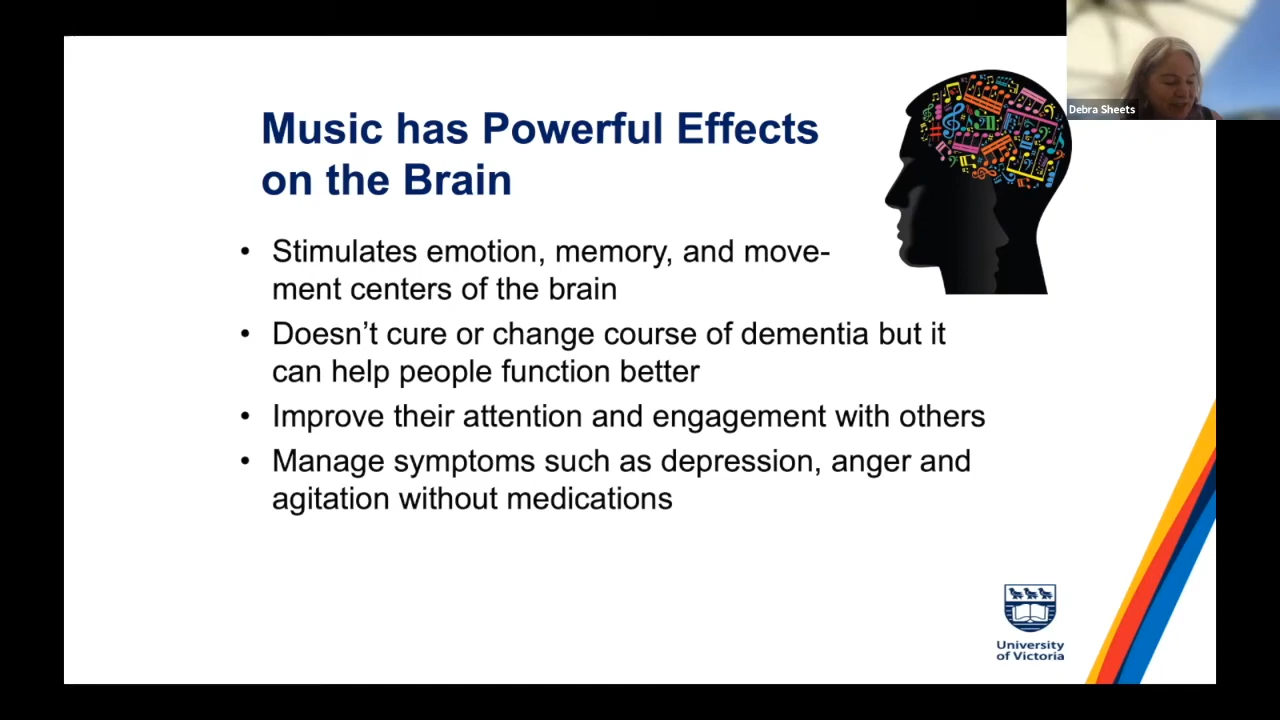 Debra Sheets
Music has Powerful Effects
on the Brain
• Stimulates emotion, memory, and move-
ment centers of the brain
• Doesn’t cure or change course of dementia but it
can help people function better
• Improve their attention and engagement with others
• Manage symptoms such as depression, anger and
agitation without medications
University
of Victoria